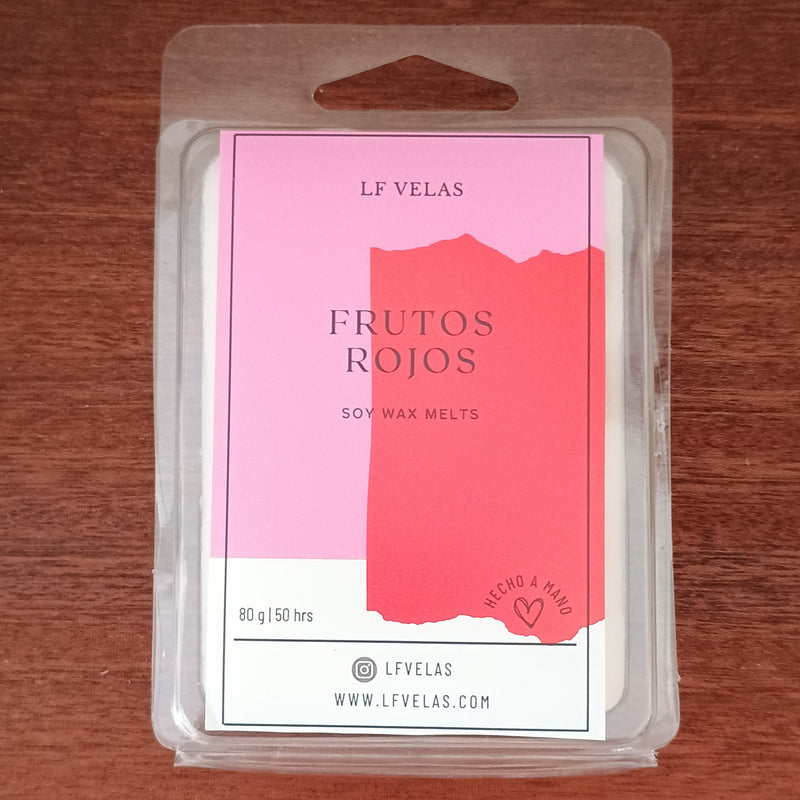 LF VELAS
FRUTOS
ROJOS
SOY WAX MELTS
HECHO A MANO
80 g | 50 hrs
LFVELAS
WWW.LFVELAS.COM